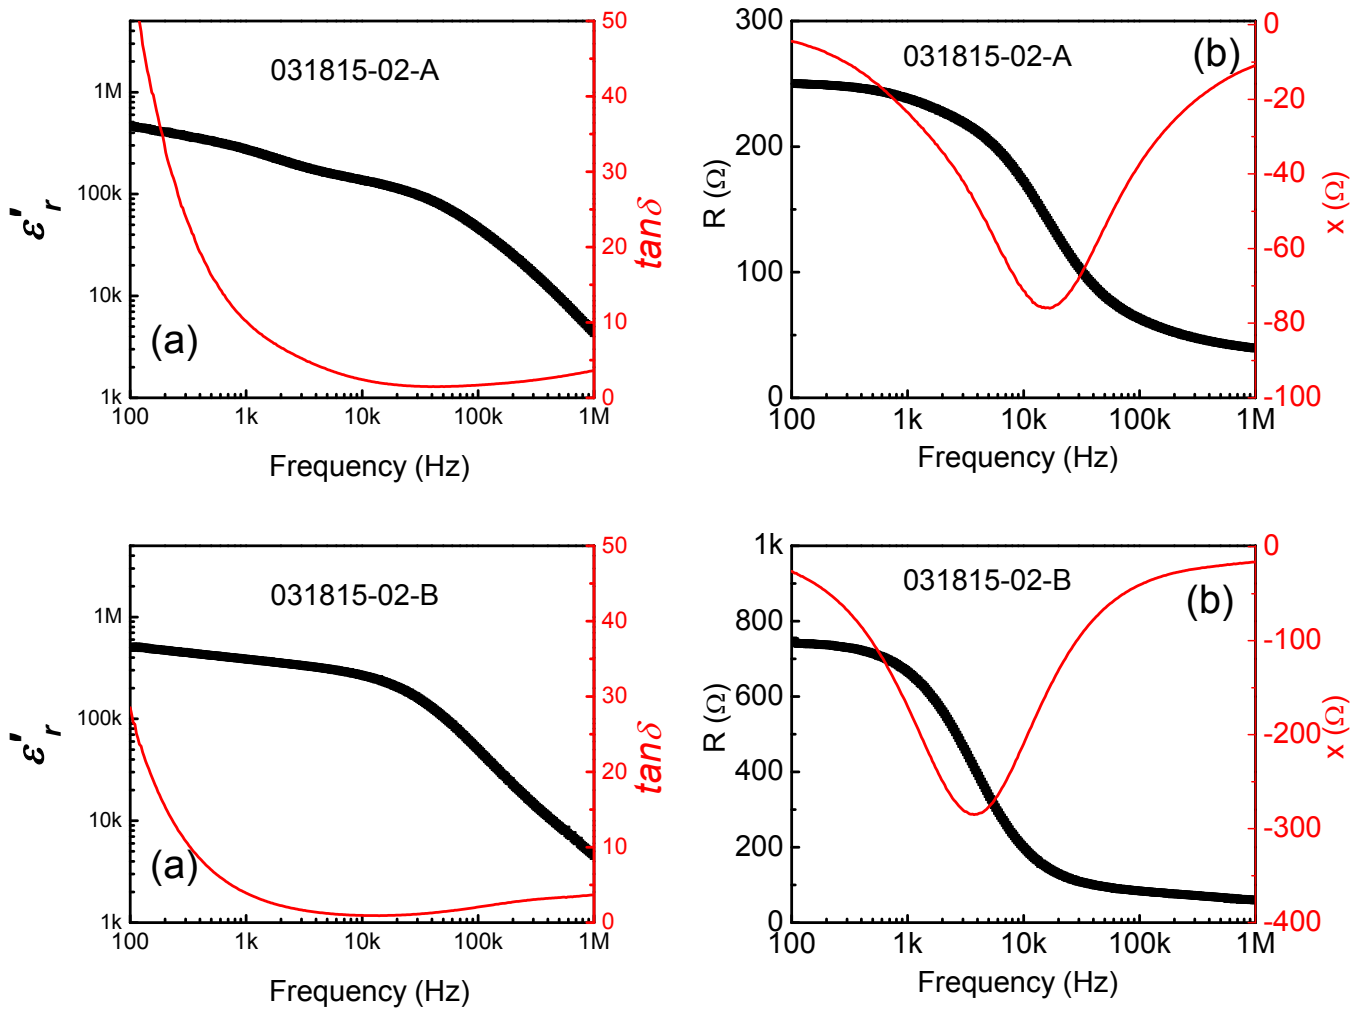 031815-02-A
(a)
ε'r
1M
100k
10k
1k
100
1k
10k
100k
1M
Frequency (Hz)
50
40
30
20
10
0
tanδ
031815-02-A
(b)
R (Ω)
300
200
100
0
100
1k
10k
100k
1M
Frequency (Hz)
0
-20
-40
-60
-80
-100
x (Ω)
031815-02-B
(a)
ε'r
1M
100k
10k
1k
100
1k
10k
100k
1M
Frequency (Hz)
50
40
30
20
10
0
tanδ
031815-02-B
(b)
R (Ω)
1k
800
600
400
200
0
100
1k
10k
100k
1M
Frequency (Hz)
0
-100
-200
-300
-400
x (Ω)